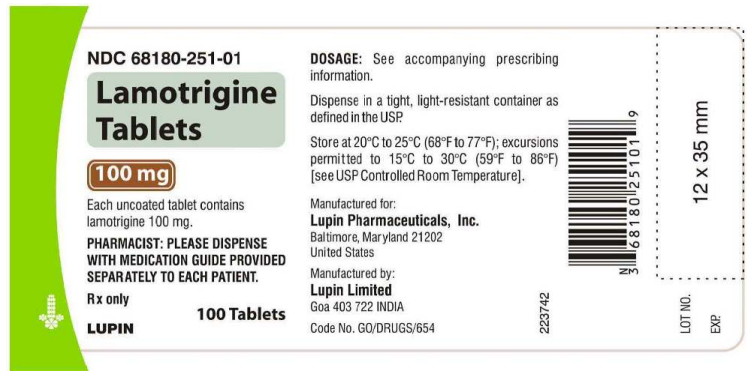 NDC 68180-251-01
Lamotrigine
Tablets
100 mg
Each uncoated tablet contains
lamotrigine 100 mg.
PHARMACIST: PLEASE DISPENSE
WITH MEDICATION GUIDE PROVIDED
SEPARATELY TO EACH PATIENT.
Rx only
100 Tablets
LUPIN
DOSAGE: See accompanying prescribing
information.
Dispense in a tight, light-resistant container as
defined in the USP.
Store at 20°C to 25°C (68°F to 77°F); excursions
permitted to 15°C to 30°C (59°F to 86°F)
[see USP Controlled Room Temperature].
Manufactured for:
Lupin Pharmaceuticals, Inc.
Baltimore, Maryland 21202
United States
Manufactured by:
Lupin Limited
Goa 403 722 INDIA
Code No. GO/DRUGS/654
223742
N 3 68180 25101 9
12 x 35 mm
LOT NO.
EXP.